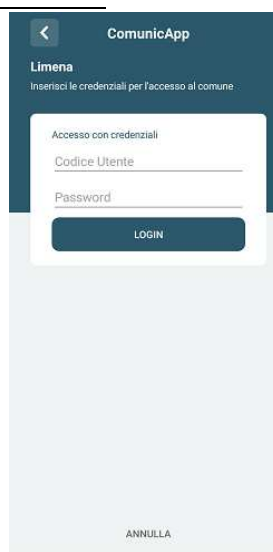 ComunicApp
Limena
Inserisci le credenziali per l'accesso al comune
Accesso con credenziali
Codice Utente
Password
LOGIN
ANNULLA